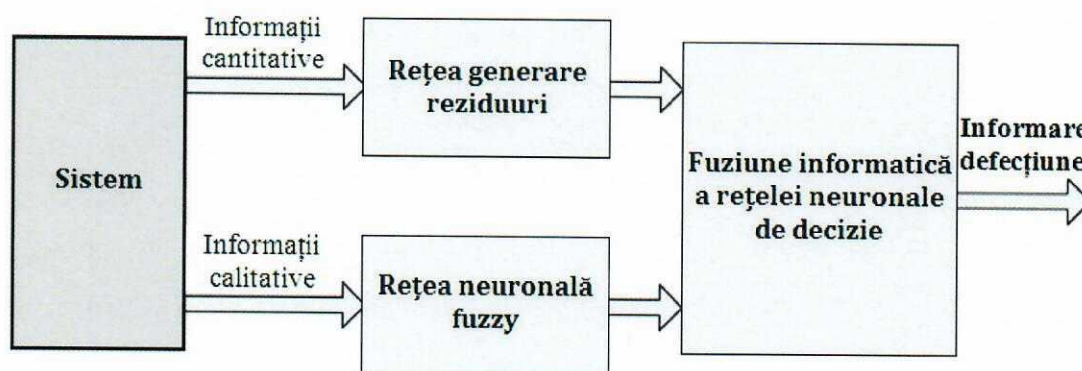 Informații
cantitative
Rețea generare
reziduuri
Sistem
Fuziune informatică
a rețelei neuronale
de decizie
Informare
defecțiune
Informații
calitative
Rețea neuronală
fuzzy